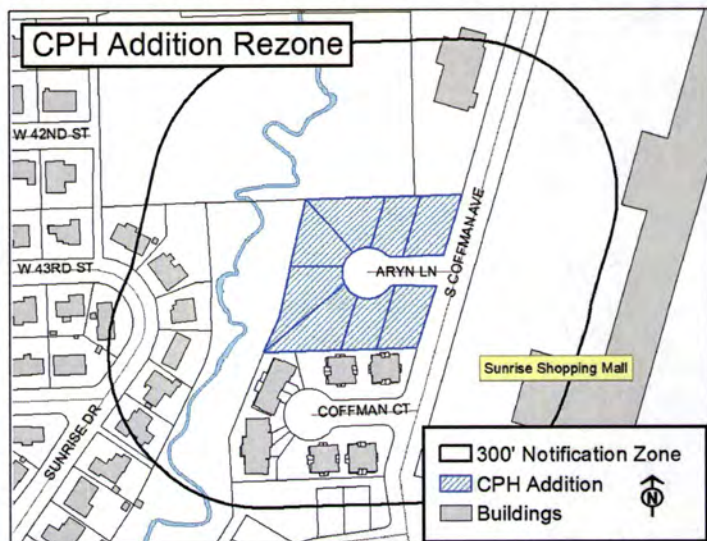 CPH Addition Rezone
W 42ND ST
W 43RD ST
ARYN LN
S COFFMAN AVE
Sunrise Shopping Mall
COFFMAN CT
SUNRISE DR
300' Notification Zone
CPH Addition
Buildings
N